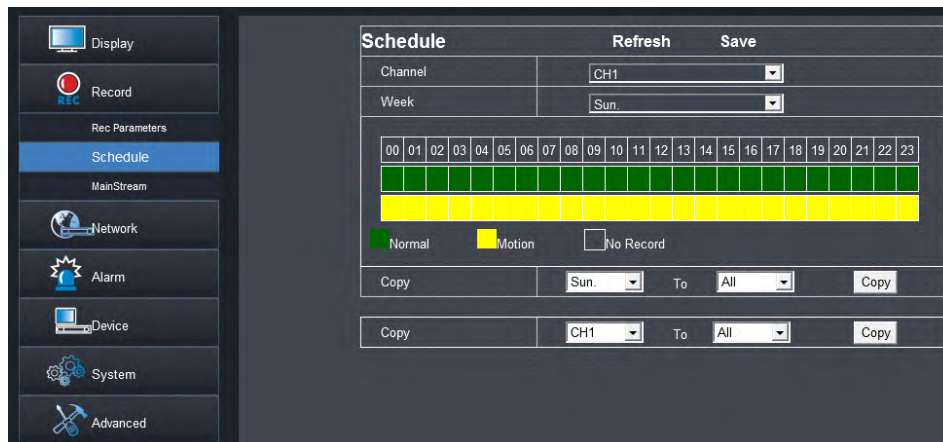 Display
Record
REC
Rec Parameters
Schedule
MainStream
Network
Alarm
Device
System
Advanced
Schedule Refresh Save
Channel CH1
Week Sun.
00 01 02 03 04 05 06 07 08 09 10 11 12 13 14 15 16 17 18 19 20 21 22 23
Normal Motion No Record
Copy Sun. To All Copy
Copy CH1 To All Copy